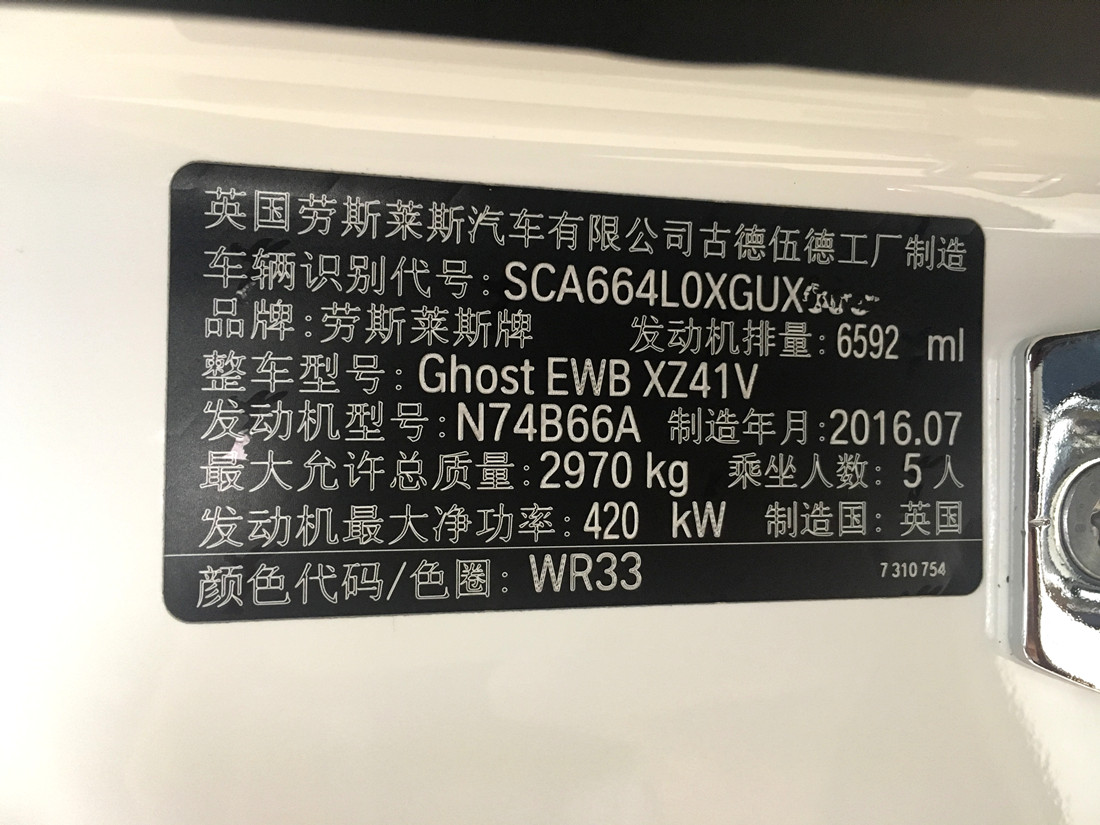 英国劳斯莱斯汽车有限公司古德伍德工厂制造
车辆识别代号: SCA664L0XGUX
品牌: 劳斯莱斯牌 发动机排量: 6592 ml
整车型号: Ghost EWB XZ41V
发动机型号: N74B66A 制造年月: 2016.07
最大允许总质量: 2970 kg 乘坐人数: 5 人
发动机最大净功率: 420 kW 制造国: 英国
颜色代码/色圈: WR33 7 310 754